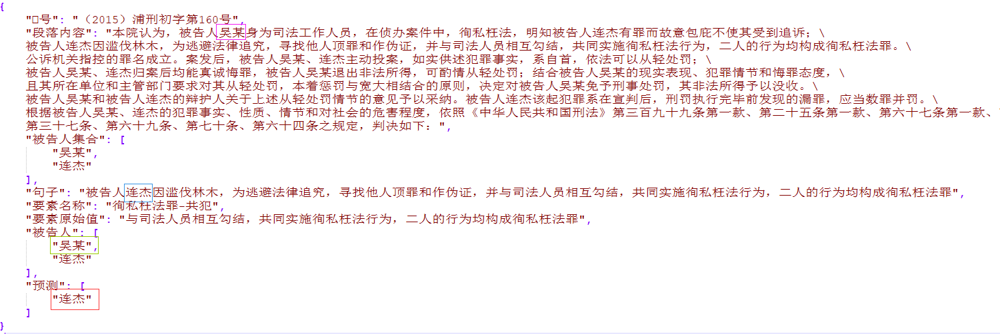 {
"号": "（2015）浦刑初字第160号",
"段落内容": "本院认为，被告人吴某身为司法工作人员，在侦办案件中，徇私枉法，明知被告人连杰有罪而故意包庇不使其受到追诉；\
被告人连杰因滥伐林木，为逃避法律追究，寻找他人顶罪和作伪证，并与司法人员相互勾结，共同实施徇私枉法行为，二人的行为均构成徇私枉法罪。\
公诉机关指控的罪名成立。案发后，被告人吴某、连杰主动投案，如实供述犯罪事实，系自首，依法可以从轻处罚；\
被告人吴某、连杰归案后均能真诚悔罪，被告人吴某退出非法所得，可酌情从轻处罚；结合被告人吴某的现实表现、犯罪情节和悔罪态度，\
且其所在单位和主管部门要求对其从轻处罚，本着惩罚与宽大相结合的原则，决定对被告人吴某免予刑事处罚，其非法所得予以没收。\
被告人吴某和被告人连杰的辩护人关于上述从轻处罚情节的意见予以采纳。被告人连杰该起犯罪系在宣判后，刑罚执行完毕前发现的漏罪，应当数罪并罚。\
根据被告人吴某、连杰的犯罪事实、性质、情节和对社会的危害程度，依照《中华人民共和国刑法》第三百九十九条第一款、第二十五条第一款、第六十七条第一款、
第三十七条、第六十九条、第七十条、第六十四条之规定，判决如下：",
"被告人集合": [
"吴某",
"连杰"
],
"句子": "被告人连杰因滥伐林木，为逃避法律追究，寻找他人顶罪和作伪证，并与司法人员相互勾结，共同实施徇私枉法行为，二人的行为均构成徇私枉法罪",
"要素名称": "徇私枉法罪-共犯",
"要素原始值": "与司法人员相互勾结，共同实施徇私枉法行为，二人的行为均构成徇私枉法罪",
"被告人": [
"吴某",
"连杰"
],
"预测": [
"连杰"
]
}